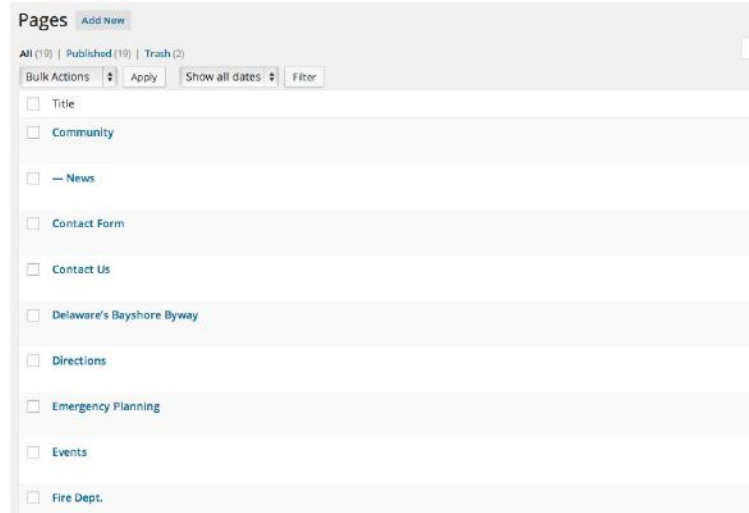 Pages Add New
All (19) | Published (19) | Trash (2)
Bulk Actions Apply Show all dates Filter
Title
Community
— News
Contact Form
Contact Us
Delaware's Bayshore Byway
Directions
Emergency Planning
Events
Fire Dept.